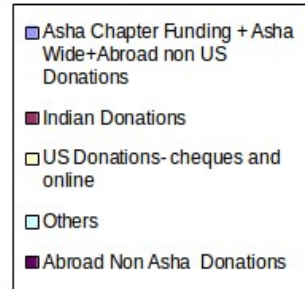 Asha Chapter Funding + Asha
Wide+Abroad non US
Donations
Indian Donations
US Donations- cheques and
online
Others
Abroad Non Asha Donations